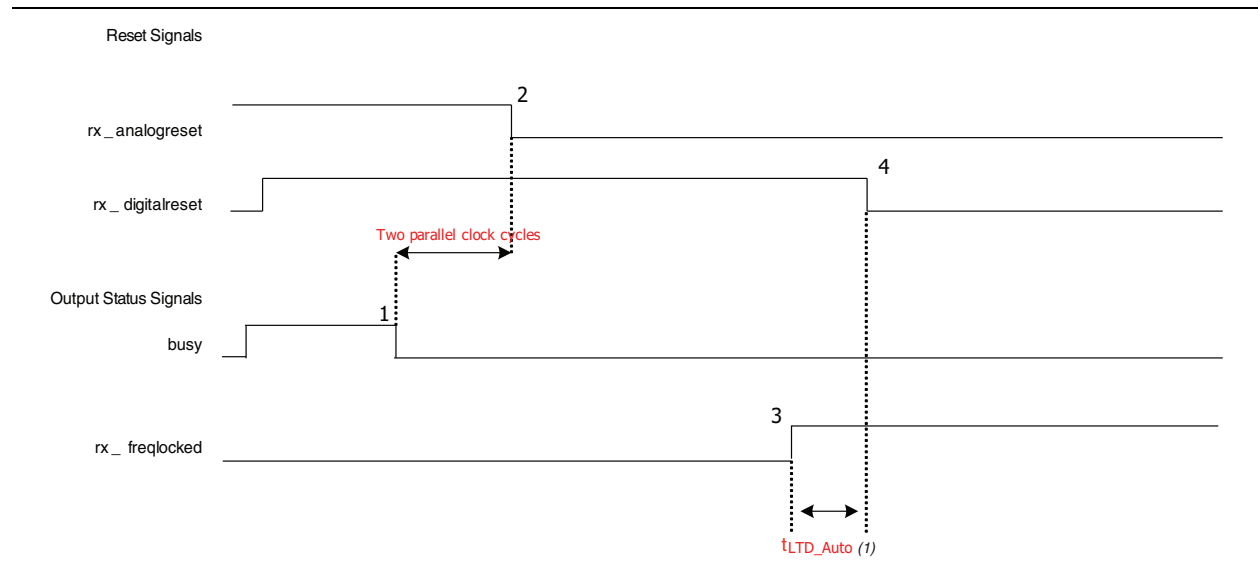 Reset Signals
2
rx _ analogreset
4
rx _ digitalreset
Two parallel clock cycles
Output Status Signals
1
busy
3
rx _ freqlocked
tLTD_Auto (1)